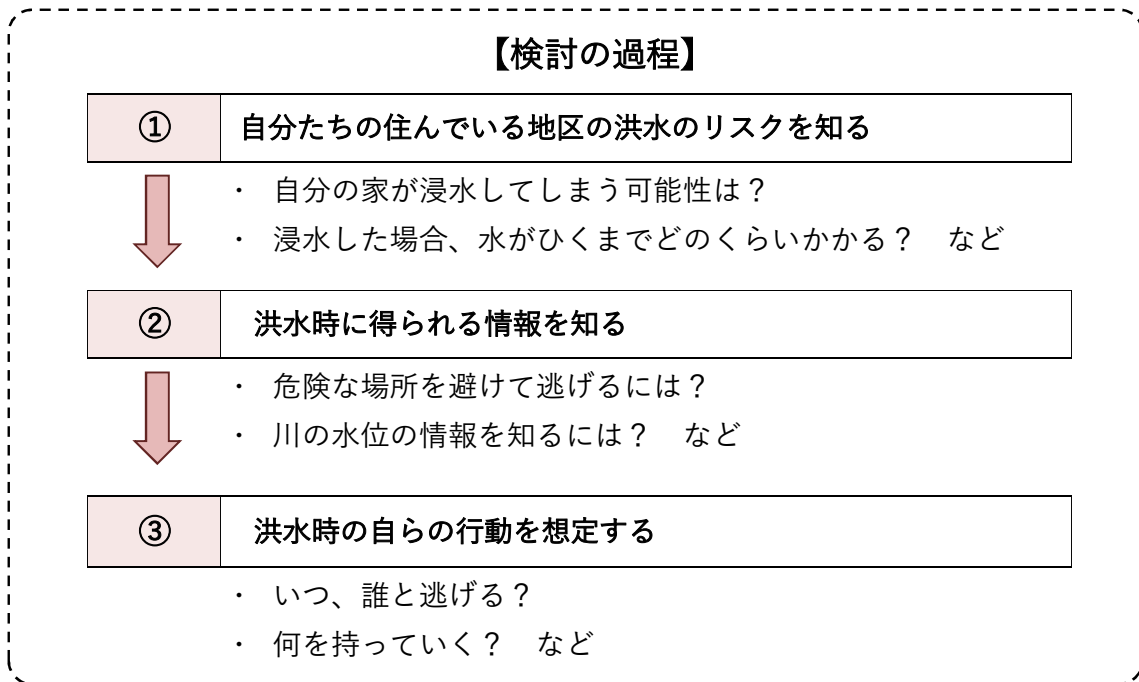 【検討の過程】
① 自分たちの住んでいる地区の洪水のリスクを知る
・ 自分の家が浸水してしまう可能性は？
・ 浸水した場合、水がひくまでどのくらいかかる？　など
② 洪水時に得られる情報を知る
・ 危険な場所を避けて逃げるには？
・ 川の水位の情報を知るには？　など
③ 洪水時の自らの行動を想定する
・ いつ、誰と逃げる？
・ 何を持っていく？　など